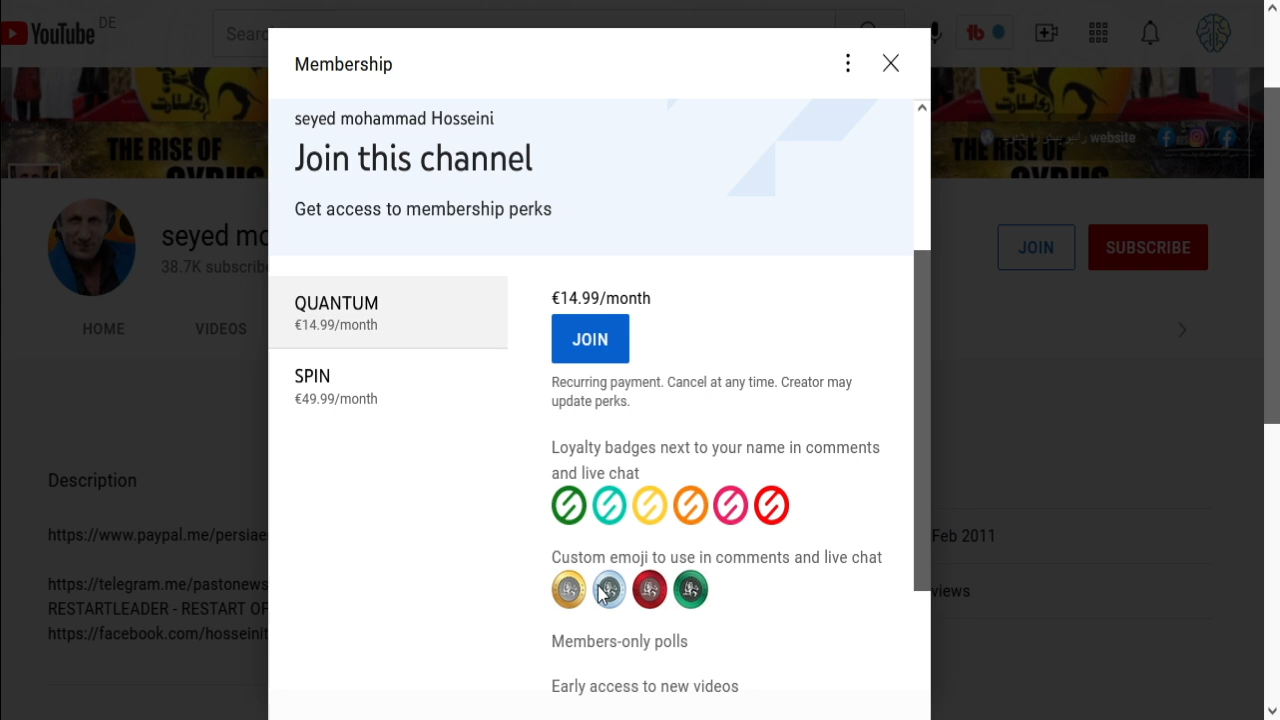 YouTube DE
Sear
Membership
seyed mohammad Hosseini
Join this channel
Get access to membership perks
THE RISE OF
CYRUS
THE RISE OF
CYRUS
website
seyed mo
38.7K subscribe
JOIN
SUBSCRIBE
HOME
VIDEOS
QUANTUM
€14.99/month
SPIN
€49.99/month
€14.99/month
JOIN
Recurring payment. Cancel at any time. Creator may
update perks.
Loyalty badges next to your name in comments
and live chat
Custom emoji to use in comments and live chat
Members-only polls
Early access to new videos
Description
https://www.paypal.me/persiae
https://telegram.me/pastonews
RESTARTLEADER - RESTART OF
https://facebook.com/hosseinit
Feb 2011
views